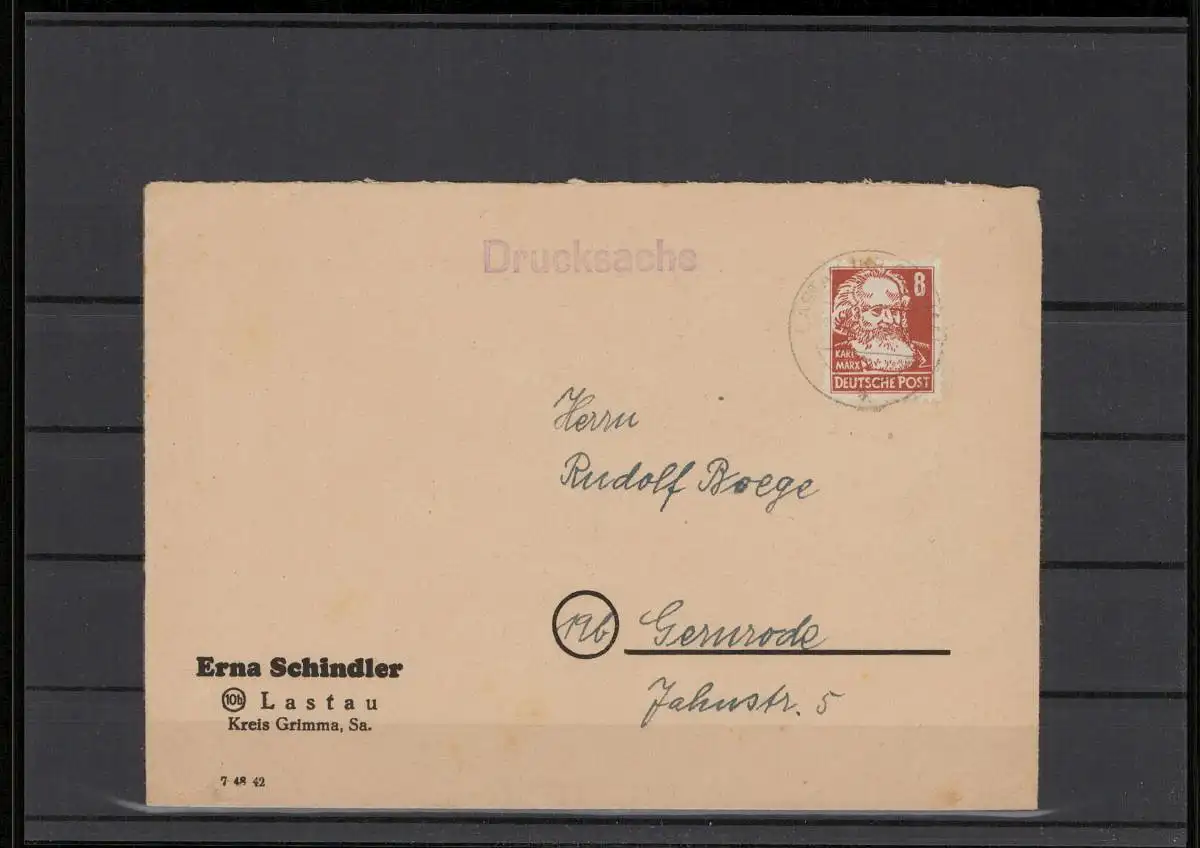 Drucksache
LASTAU
8
KARL
MARX
DEUTSCHE POST
Herrn
Rudolf Boege
19b Gernrode
Jahnstr. 5
Erna Schindler
10b Lastau
Kreis Grimma, Sa.
7 48 42